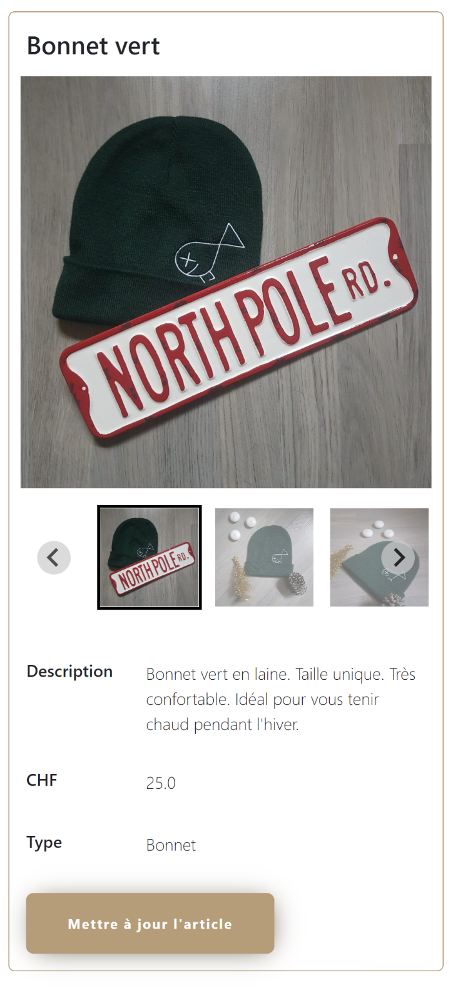 Bonnet vert
NORTH POLE RD.
NORTH POLE RD.
Description
Bonnet vert en laine. Taille unique. Très
confortable. Idéal pour vous tenir
chaud pendant l'hiver.
CHF
25.0
Type
Bonnet
Mettre à jour l'article